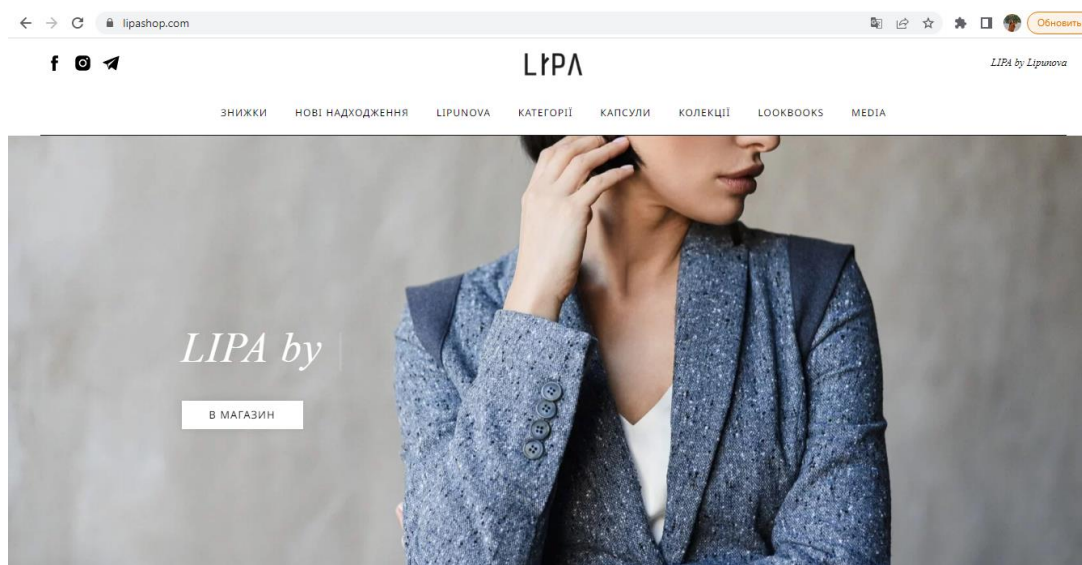 lipashop.com
Обновить
LIPA
LIPA by Lipunova
ЗНИЖКИ НОВІ НАДХОДЖЕННЯ LIPUNOVA КАТЕГОРІЇ КАПСУЛИ КОЛЕКЦІЇ LOOKBOOKS MEDIA
LIPA by
В МАГАЗИН